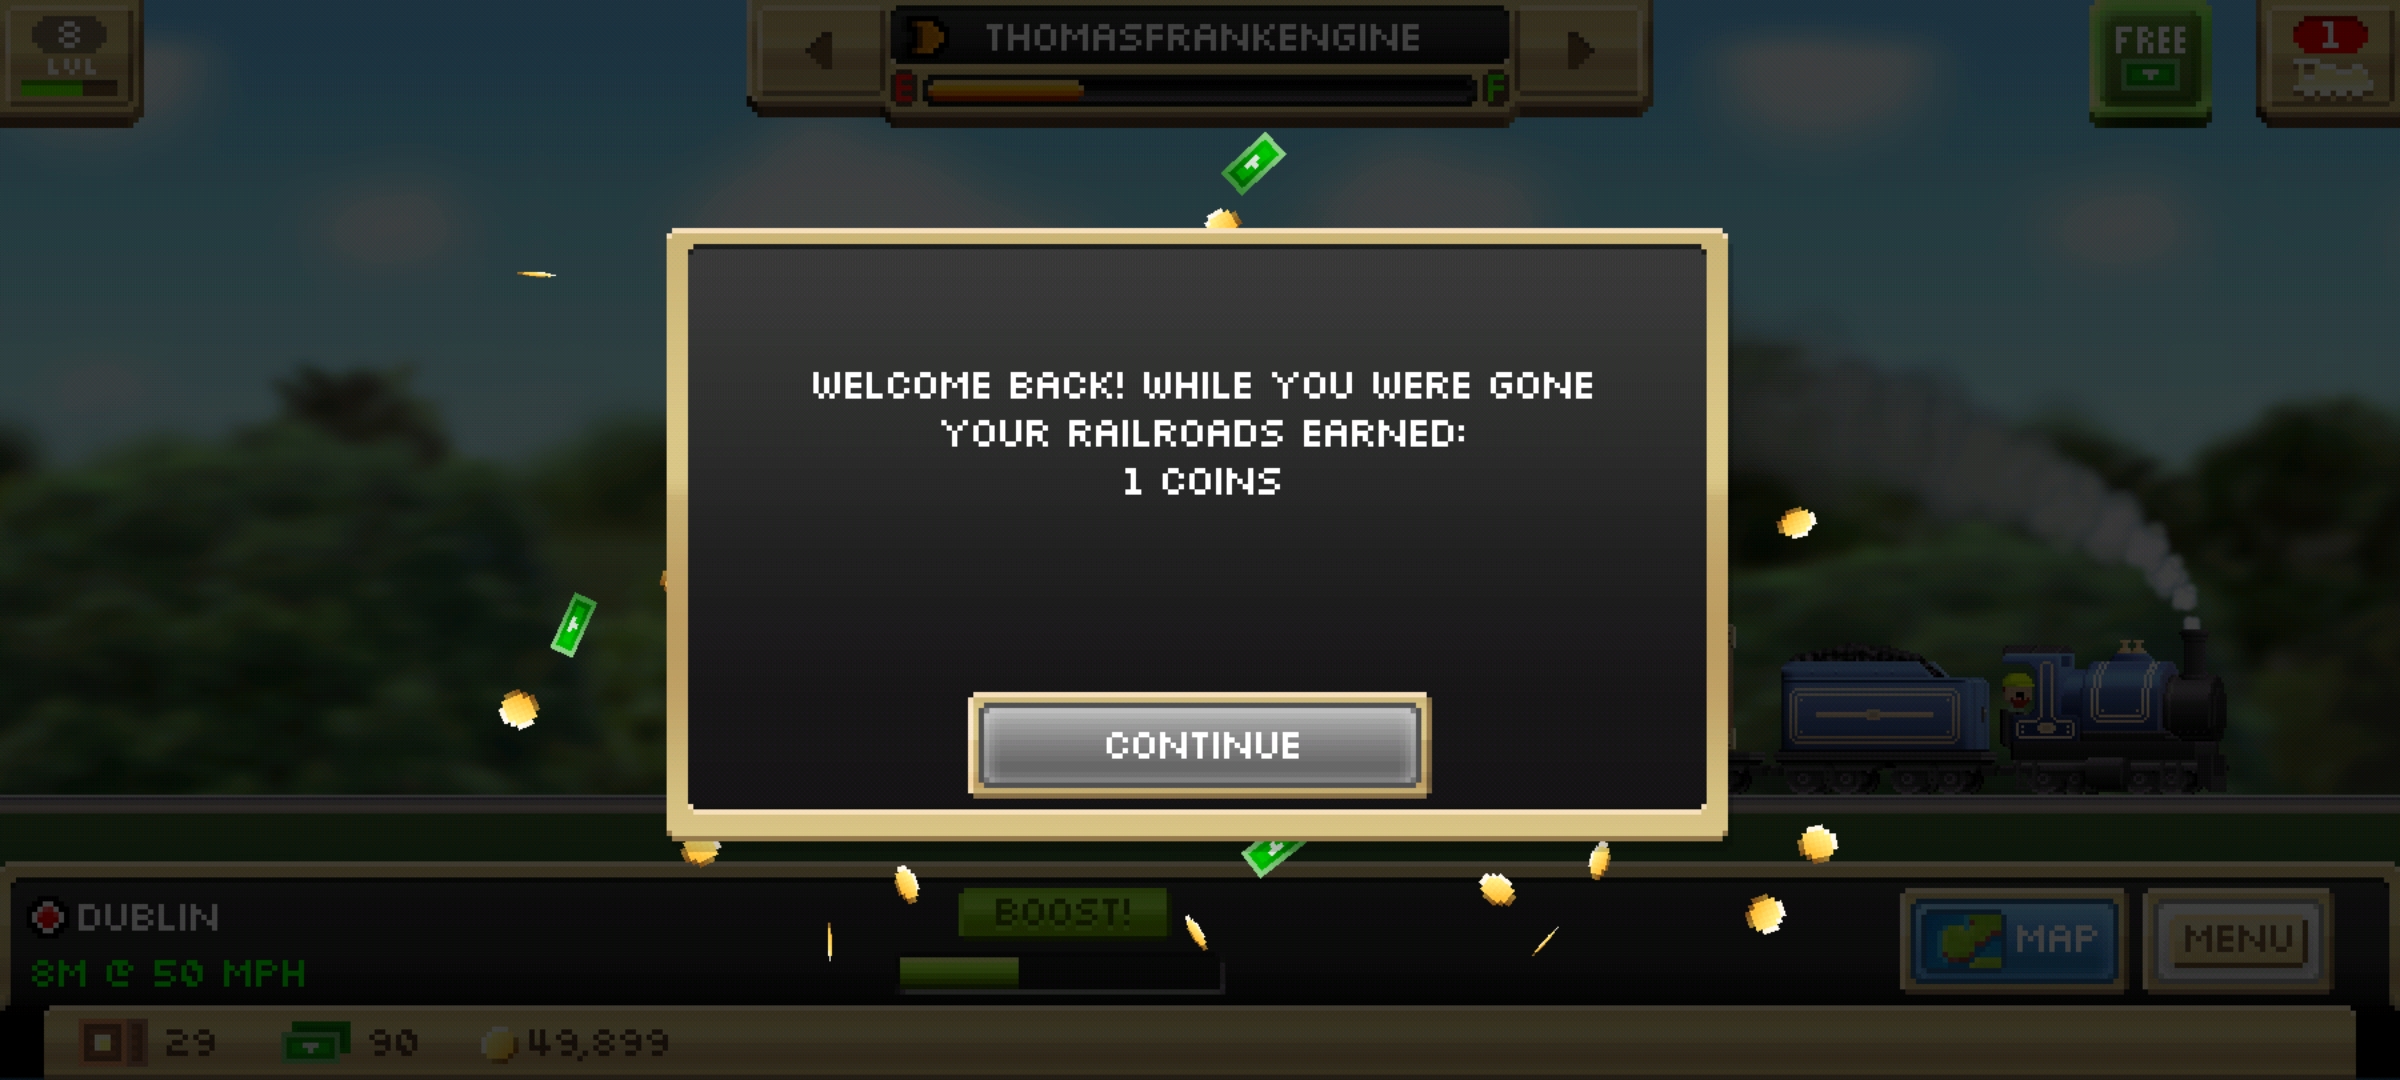 8
LVL
THOMASFRANKENGINE
E
F
FREE
1
WELCOME BACK! WHILE YOU WERE GONE
YOUR RAILROADS EARNED:
1 COINS
CONTINUE
DUBLIN
8M @ 50 MPH
BOOST!
MAP
MENU
29
90
49,899